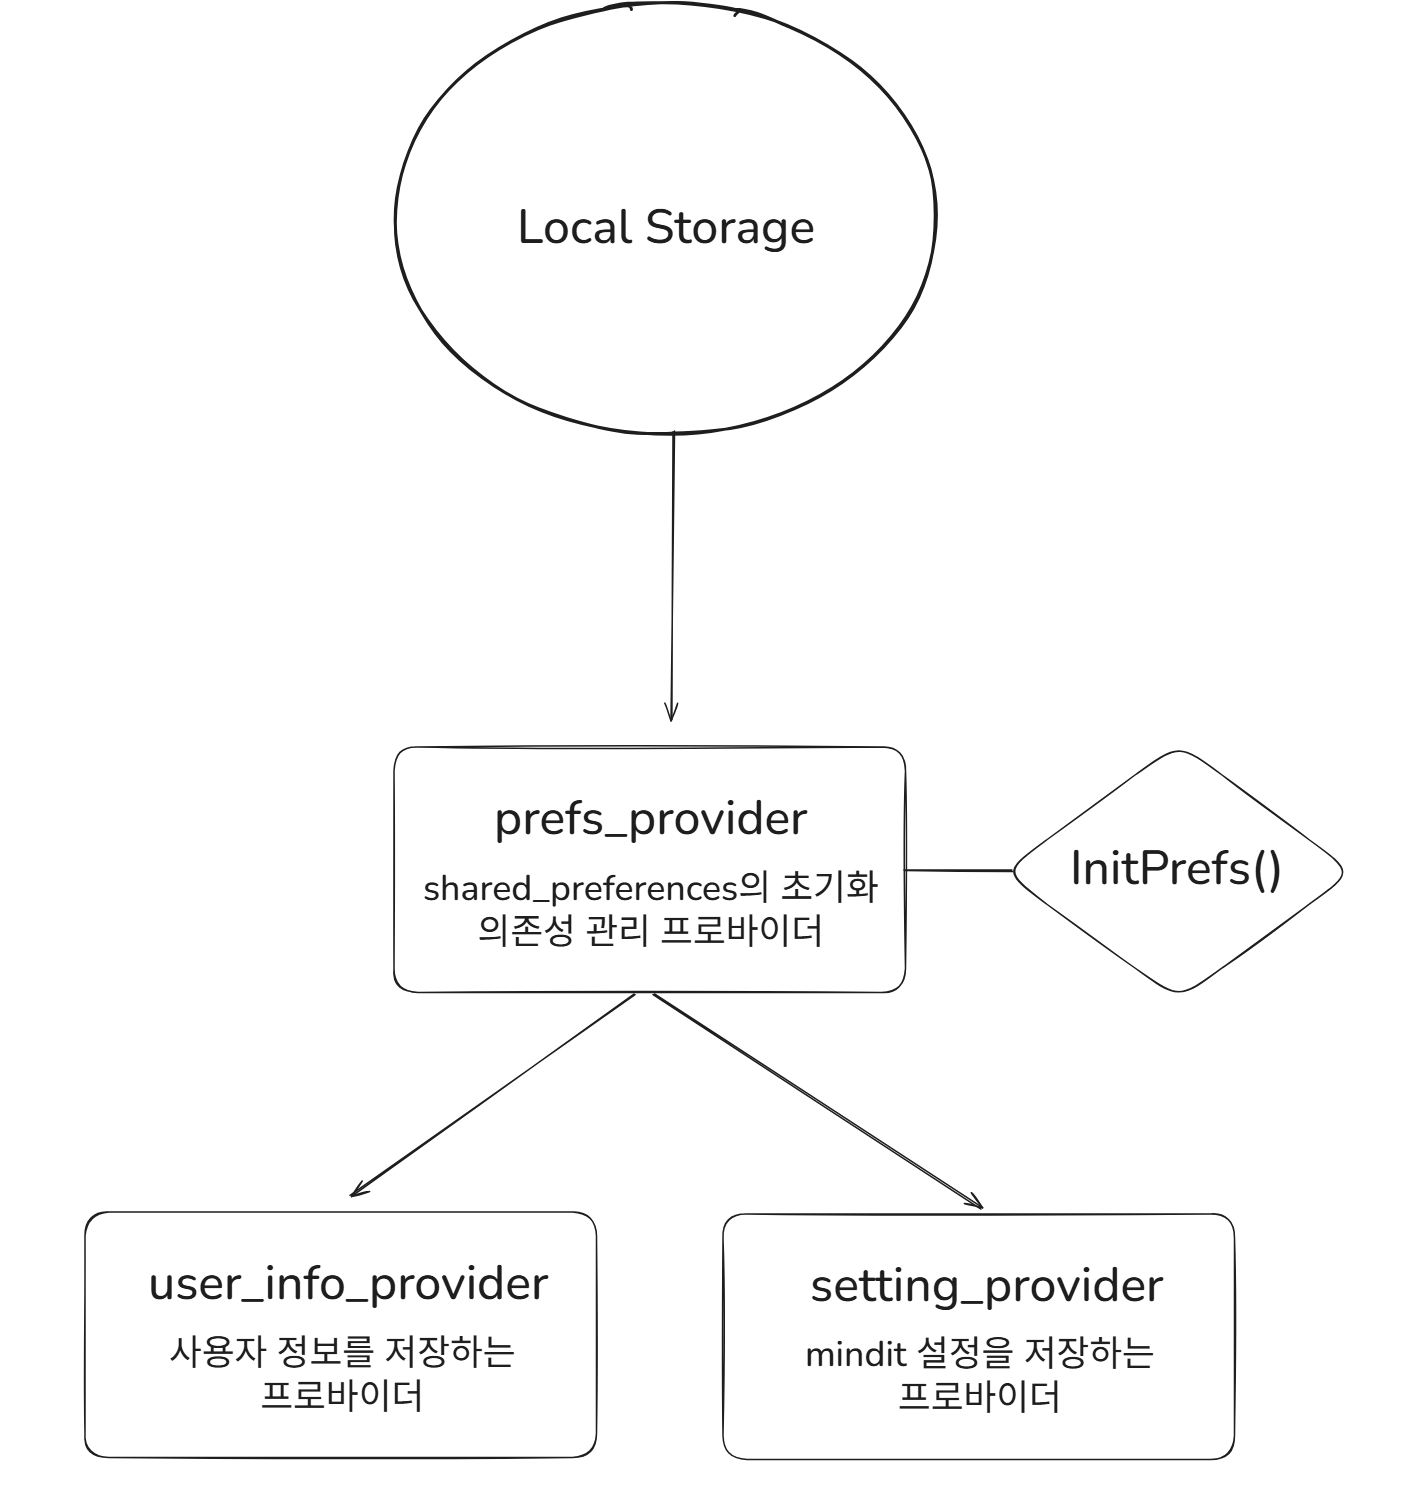 Local Storage
prefs_provider
shared_preferences의 초기화
의존성 관리 프로바이더
InitPrefs()
user_info_provider
사용자 정보를 저장하는
프로바이더
setting_provider
mindit 설정을 저장하는
프로바이더